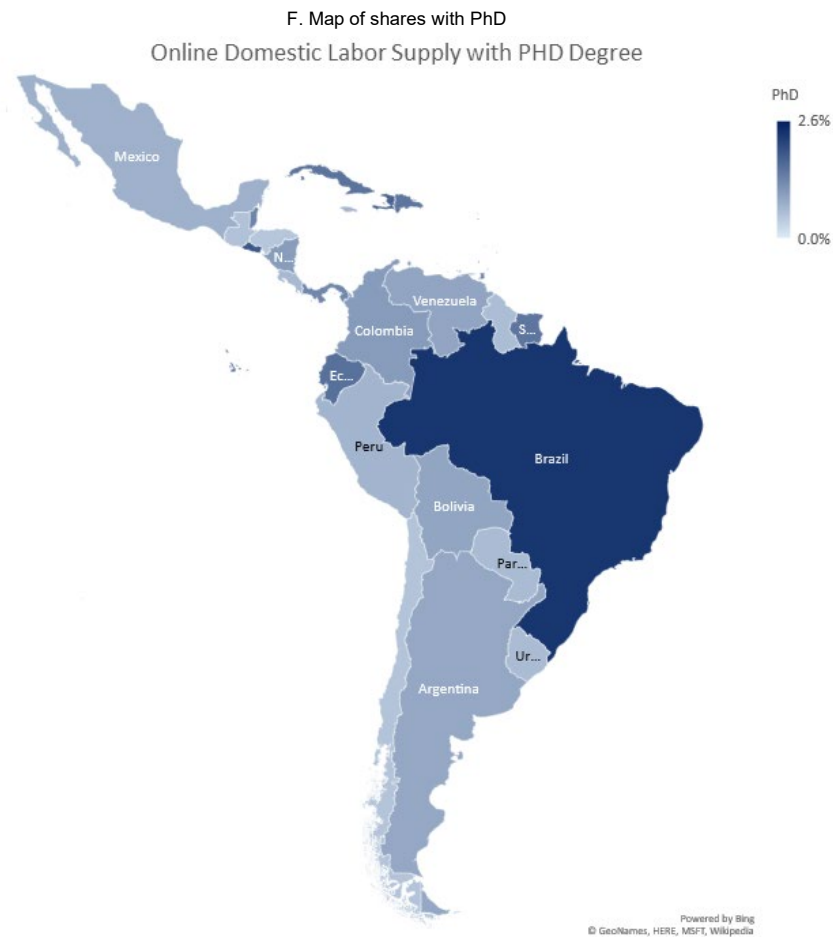 F. Map of shares with PhD
Online Domestic Labor Supply with PHD Degree
PhD
2.6%
0.0%
Mexico
N...
Venezuela
Colombia
S...
Ec...
Peru
Brazil
Bolivia
Par...
Ur...
Argentina
Powered by Bing
© GeoNames, HERE, MSFT, Wikipedia